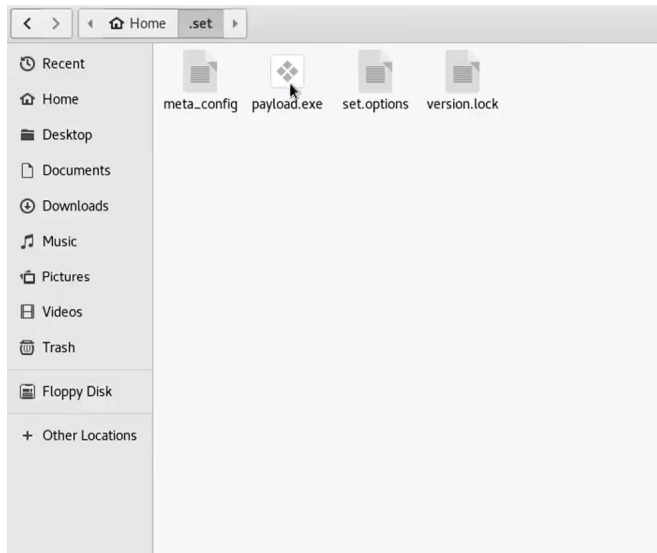 Home .set
Recent
Home
Desktop
Documents
Downloads
Music
Pictures
Videos
Trash
Floppy Disk
+ Other Locations
meta_config payload.exe set.options version.lock